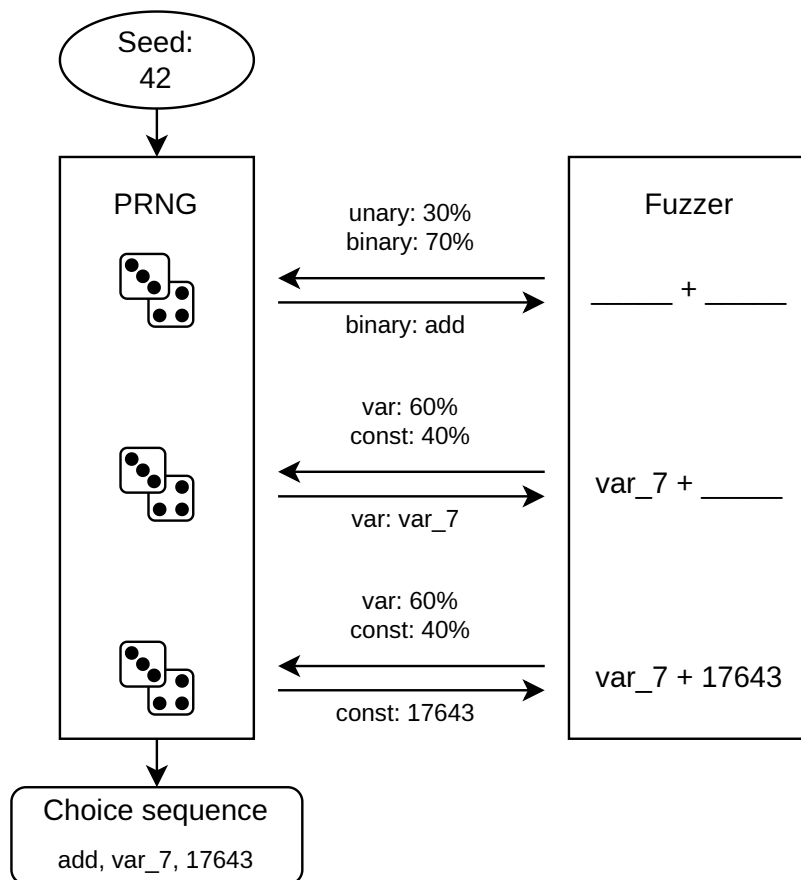 Seed:
42
PRNG
Fuzzer
unary: 30%
binary: 70%
binary: add
_____ + _____
var: 60%
const: 40%
var: var_7
var_7 + _____
var: 60%
const: 40%
const: 17643
var_7 + 17643
Choice sequence
add, var_7, 17643